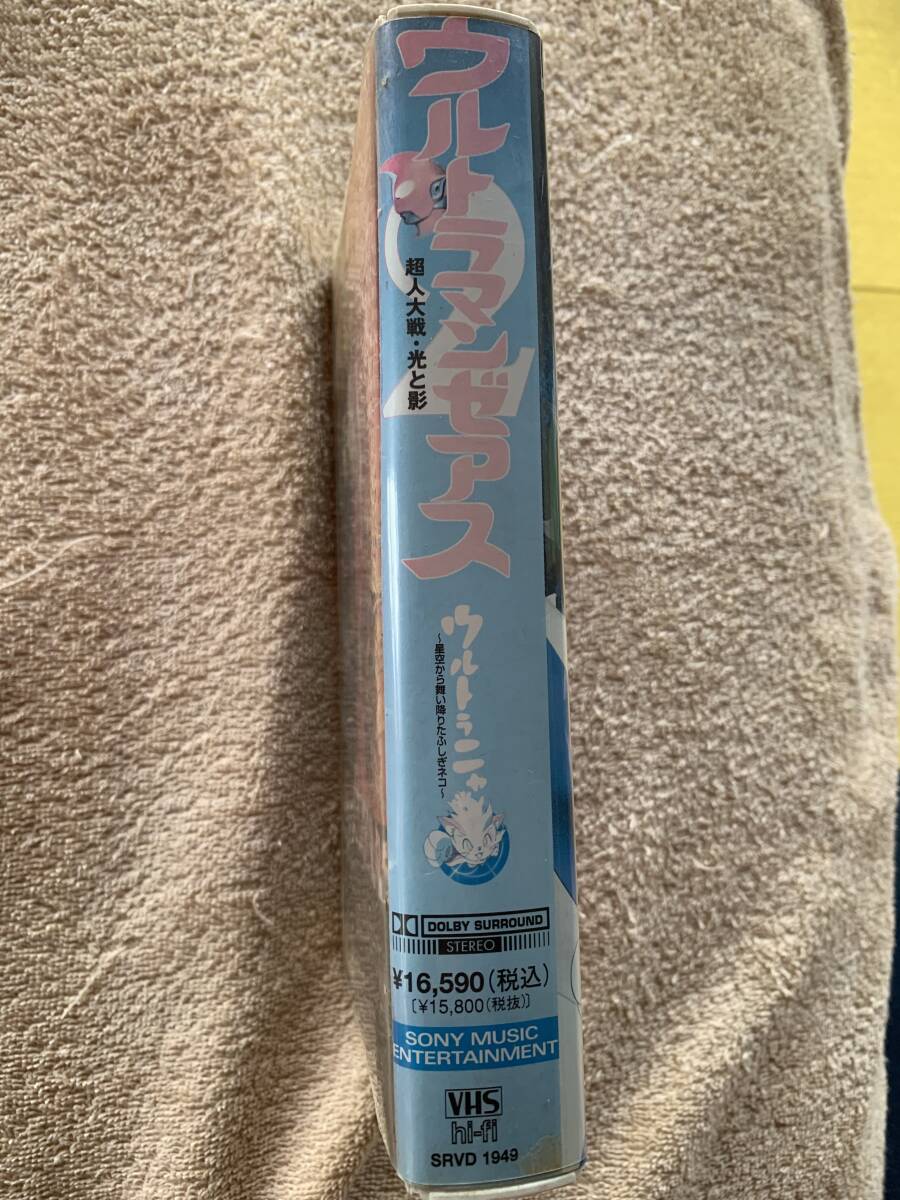 ウルトラマンゼアス
2
超人大戦・光と影
ウルトラニャ
～星空から舞い降りたふしぎネコ～
DOLBY SURROUND
STEREO
¥16,590(税込)
[¥15,800(税抜)]
SONY MUSIC
ENTERTAINMENT
VHS
hi-fi
SRVD 1949